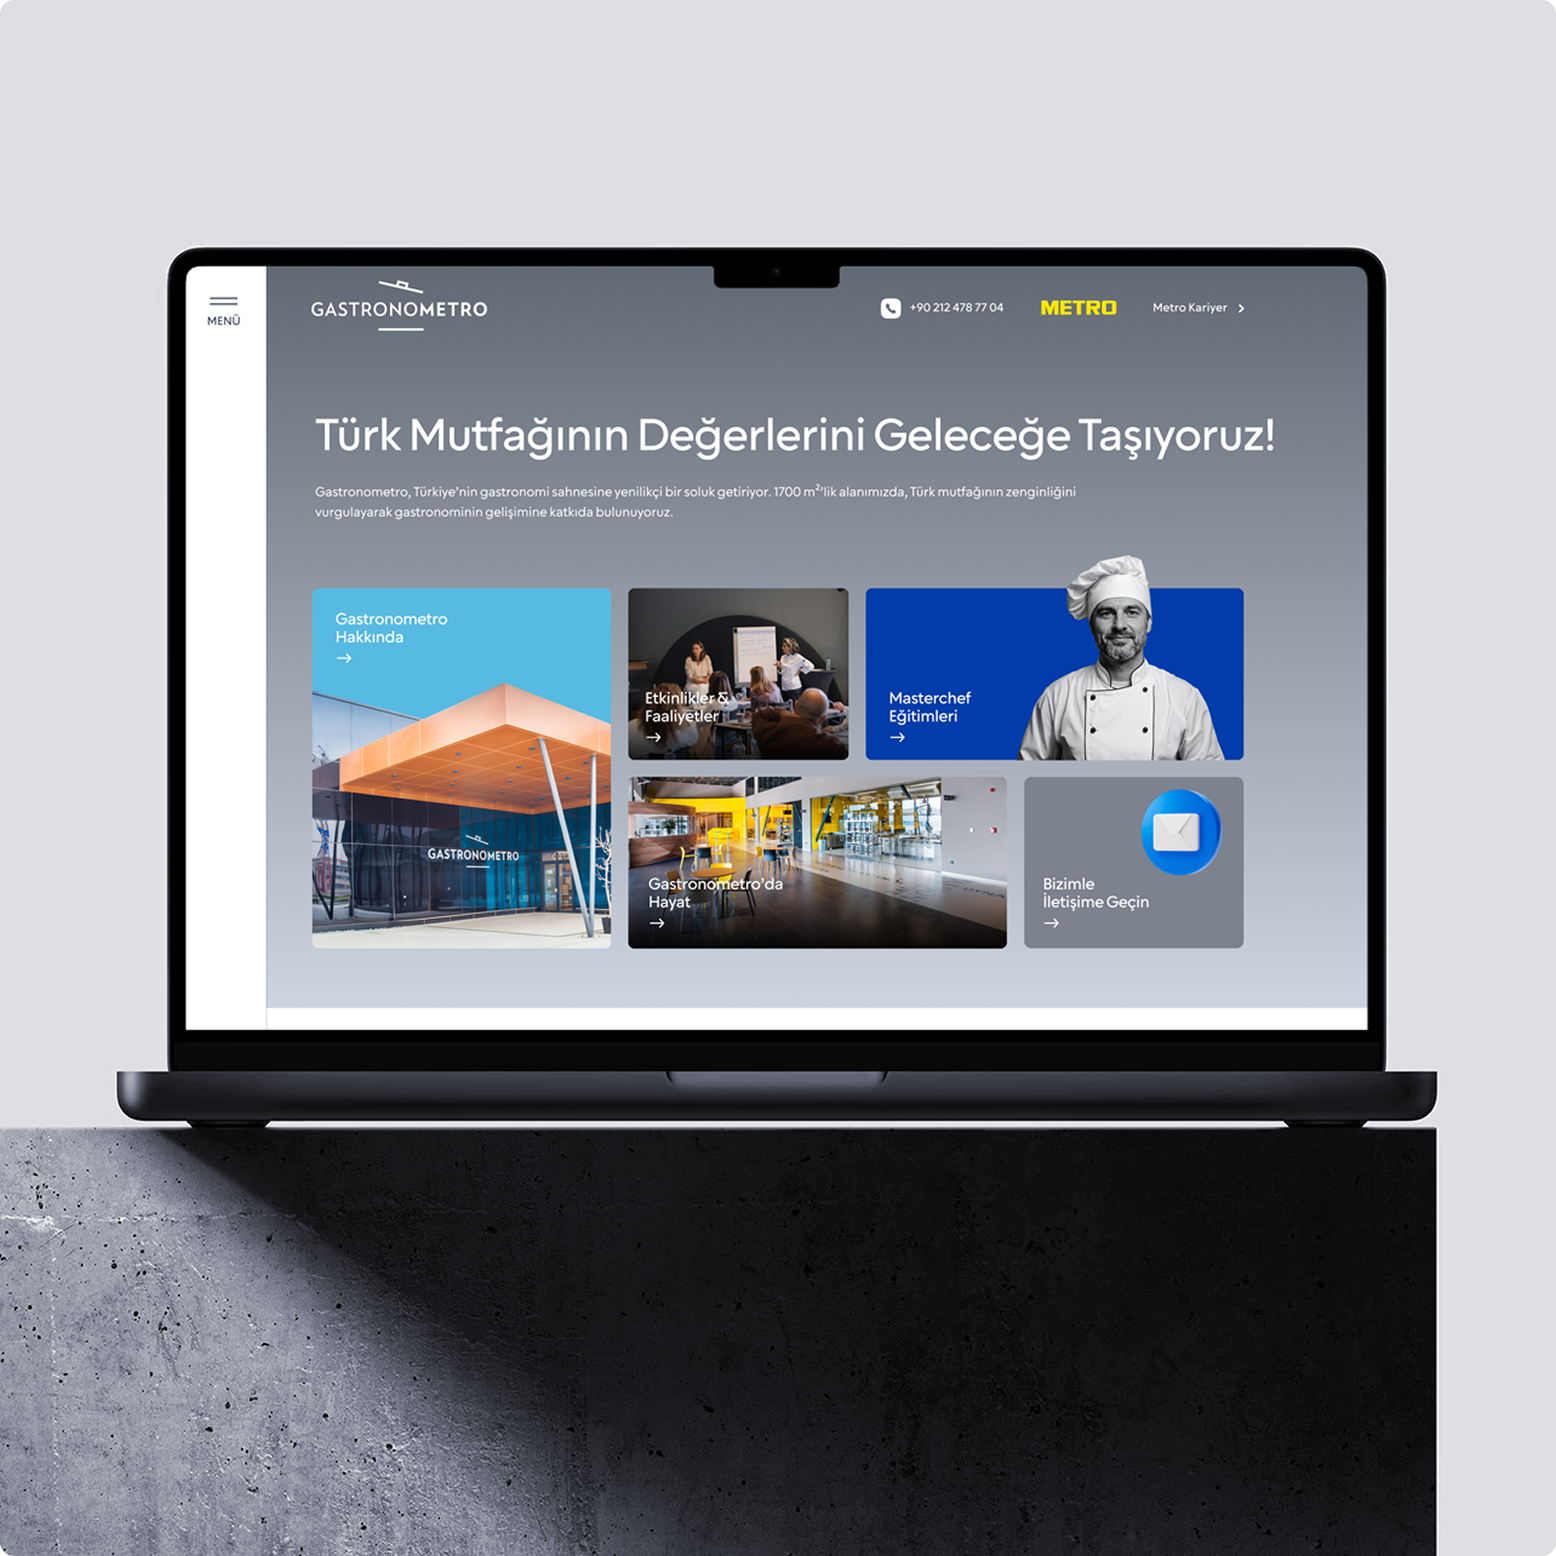 MENÜ
GASTRONOMETRO
+90 212 478 77 04
METRO
Metro Kariyer
Türk Mutfağının Değerlerini Geleceğe Taşıyoruz!
Gastronometro, Türkiye’nin gastronomi sahnesine yenilikçi bir soluk getiriyor. 1700 m²’lik alanımızda, Türk mutfağının zenginliğini
vurgulayarak gastronominin gelişimine katkıda bulunuyoruz.
Gastronometro
Hakkında
GASTRONOMETRO
Etkinlikler &
Faaliyetler
Masterchef
Eğitimleri
Gastronometro’da
Hayat
Bizimle
İletişime Geçin